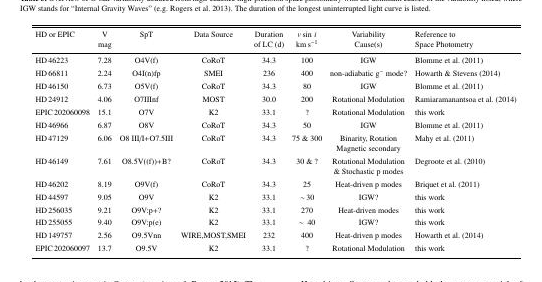 IGW stands for "Internal Gravity Waves" (e.g. Rogers et al. 2013). The duration of the longest uninterrupted light curve is listed.
HD or EPIC V mag SpT Data Source Duration of LC (d) v sin i km s⁻¹ Variability Cause(s) Reference to Space Photometry
HD 46223 7.28 O4V(f) CoRoT 34.3 100 IGW Blomme et al. (2011)
HD 66811 2.24 O4I(n)fp SMEI 236 400 non-adiabatic g⁻ mode? Howarth & Stevens (2014)
HD 46150 6.73 O5V(f) CoRoT 34.3 80 IGW Blomme et al. (2011)
HD 24912 4.06 O7IIInf MOST 30.0 200 Rotational Modulation Ramiaramanantsoa et al. (2014)
EPIC 202060098 15.1 O7V K2 33.1 ? Rotational Modulation this work
HD 46966 6.87 O8V CoRoT 34.3 50 IGW Blomme et al. (2011)
HD 47129 6.06 O8 III/I+O7.5III CoRoT 34.3 75 & 300 Binarity, Rotation Mahy et al. (2011)
Magnetic secondary
HD 46149 7.61 O8.5V((f))+B? CoRoT 34.3 30 & ? Rotational Modulation Degroote et al. (2010)
& Stochastic p modes
HD 46202 8.19 O9V(f) CoRoT 34.3 25 Heat-driven p modes Briquet et al. (2011)
HD 44597 9.05 O9V K2 33.1 ~ 30 IGW? this work
HD 256035 9.21 O9V:p+? K2 33.1 270 Heat-driven modes this work
HD 255055 9.40 O9V:p(e) K2 33.1 ~ 40 IGW? this work
HD 149757 2.56 O9.5Vnn WIRE,MOST,SMEI 232 400 Heat-driven p modes Howarth et al. (2014)
EPIC 202060097 13.7 O9.5V K2 33.1 ? Rotational Modulation this work